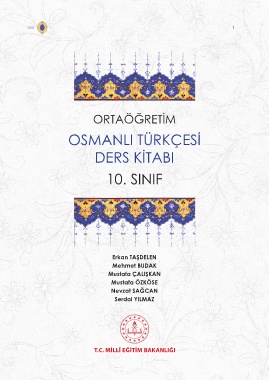 ORTAÖĞRETİM
OSMANLI TÜRKÇESİ
DERS KİTABI
10. SINIF
Erkan TAŞDELEN
Mehmet BUDAK
Mustafa ÇALIŞKAN
Mustafa ÖZKÖSE
Nevzat SAĞCAN
Serdal YILMAZ
T.C. MİLLÎ EĞİTİM BAKANLIĞI